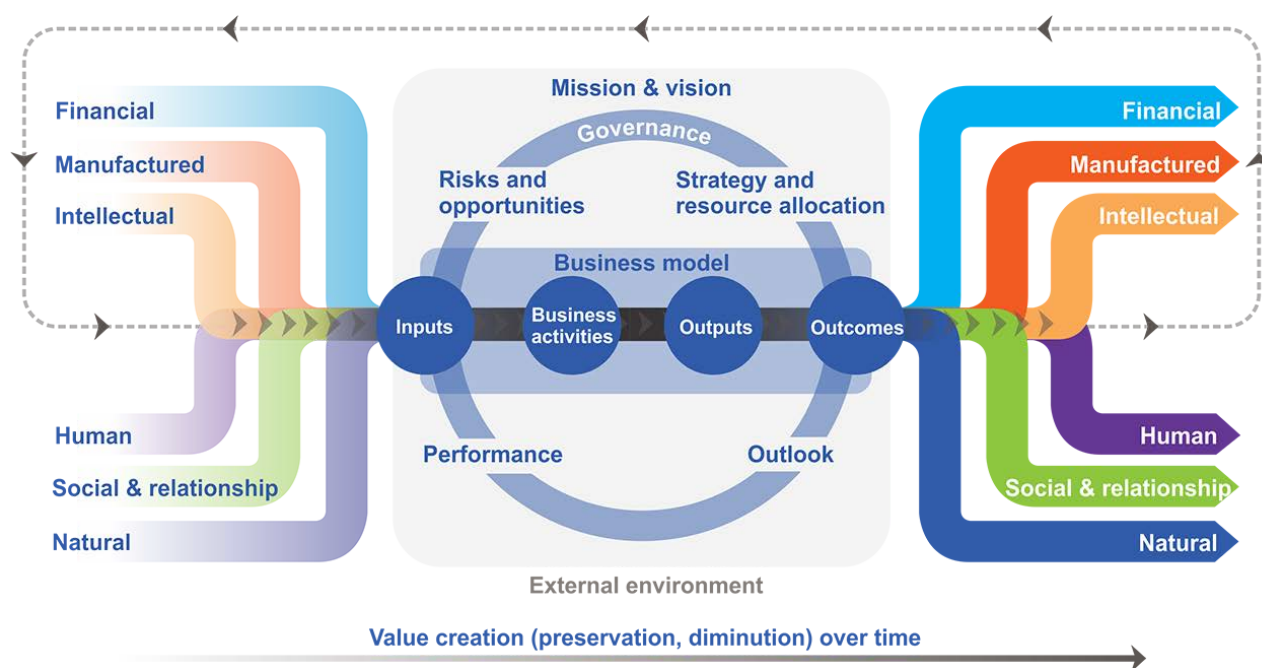 Financial
Manufactured
Intellectual
Human
Social & relationship
Natural
Mission & vision
Governance
Risks and
opportunities
Strategy and
resource allocation
Business model
Inputs
Business
activities
Outputs
Outcomes
Performance
Outlook
External environment
Financial
Manufactured
Intellectual
Human
Social & relationship
Natural
Value creation (preservation, diminution) over time